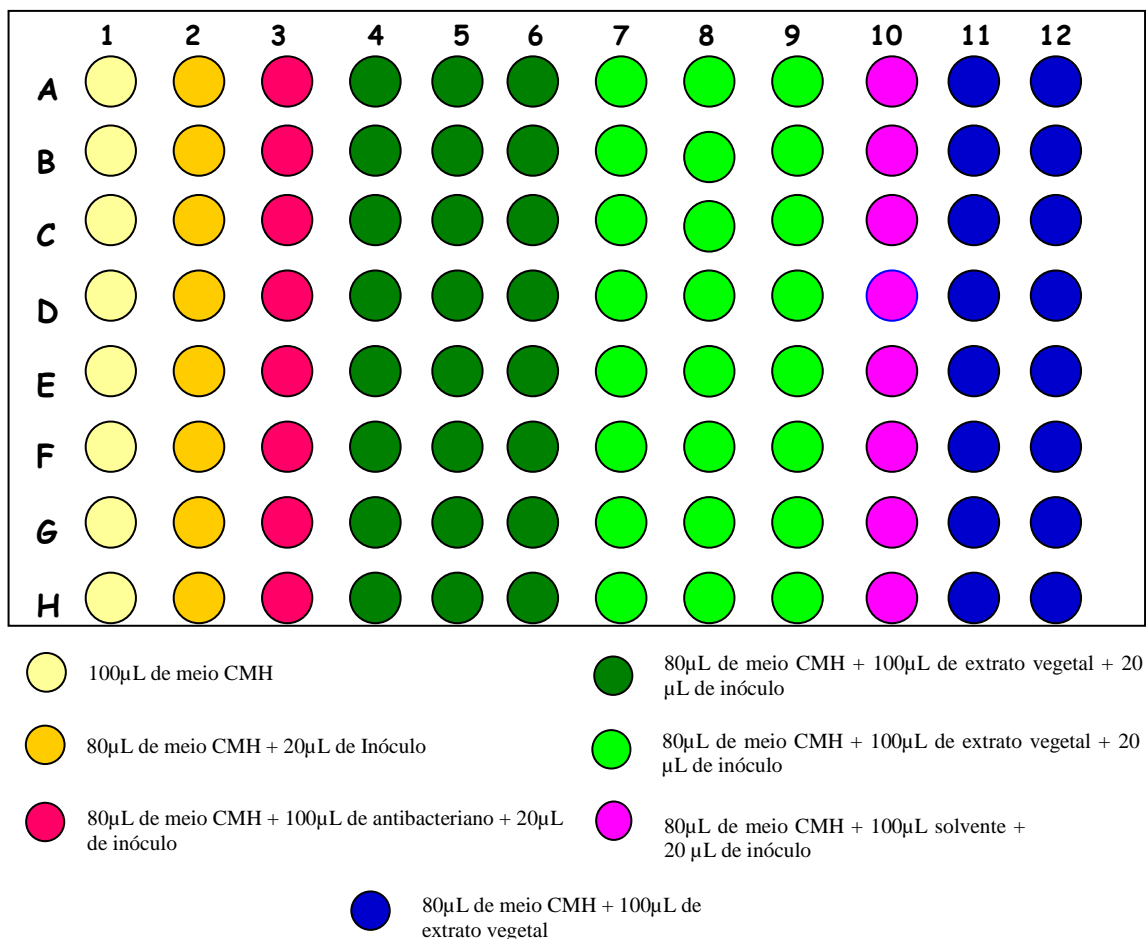 1 2 3 4 5 6 7 8 9 10 11 12
A
B
C
D
E
F
G
H
100µL de meio CMH
80µL de meio CMH + 20µL de Inóculo
80µL de meio CMH + 100µL de antibacteriano + 20µL
de inóculo
80µL de meio CMH + 100µL de extrato vegetal + 20
µL de inóculo
80µL de meio CMH + 100µL de extrato vegetal + 20
µL de inóculo
80µL de meio CMH + 100µL solvente +
20 µL de inóculo
80µL de meio CMH + 100µL de
extrato vegetal